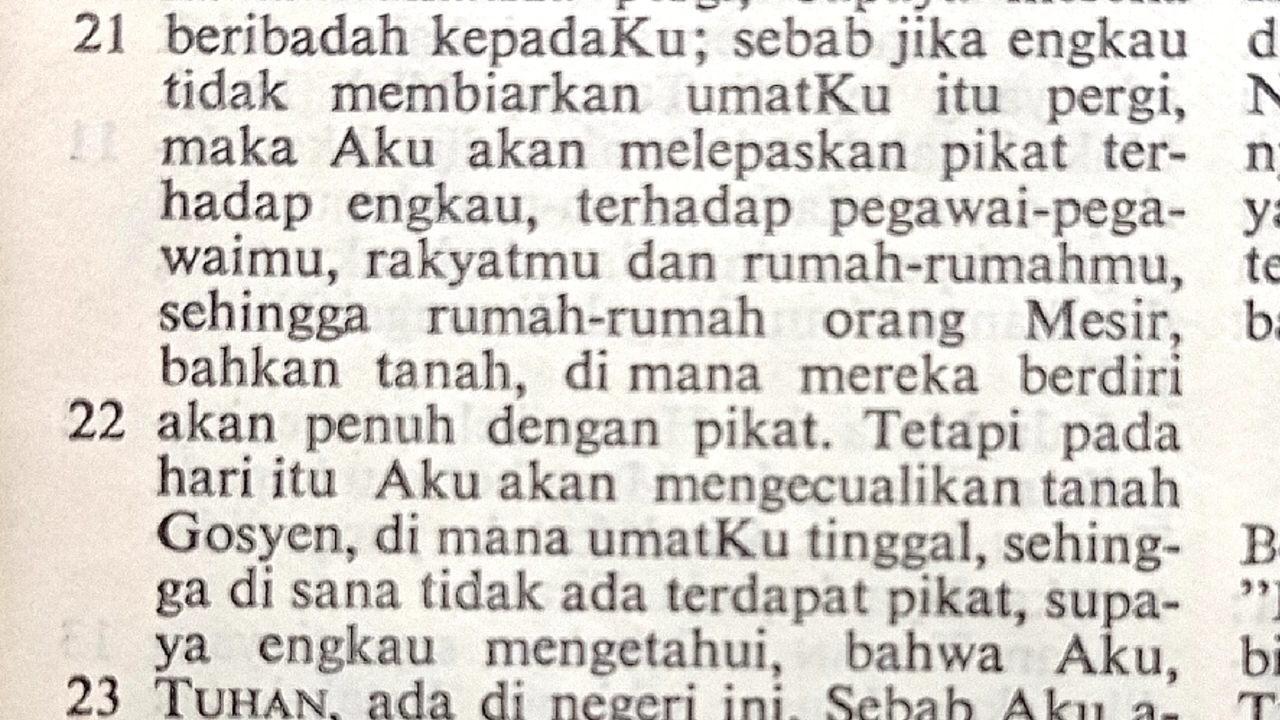 21 beribadah kepadaKu; sebab jika engkau
tidak membiarkan umatKu itu pergi,
maka Aku akan melepaskan pikat ter-
hadap engkau, terhadap pegawai-pega-
waimu, rakyatmu dan rumah-rumahmu,
sehingga rumah-rumah orang Mesir,
bahkan tanah, di mana mereka berdiri
22 akan penuh dengan pikat. Tetapi pada
hari itu Aku akan mengecualikan tanah
Gosyen, di mana umatKu tinggal, sehing-
ga di sana tidak ada terdapat pikat, supa-
ya engkau mengetahui, bahwa Aku,
23 TUHAN, ada di negeri ini. Sebab Aku a-